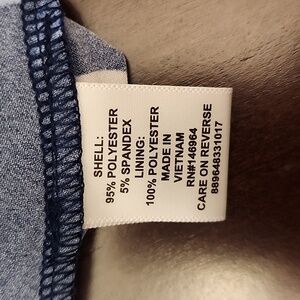 SHELL:
95% POLYESTER
5% SPANDEX
LINING:
100% POLYESTER
MADE IN
VIETNAM
RN#146964
CARE ON REVERSE
889648331017